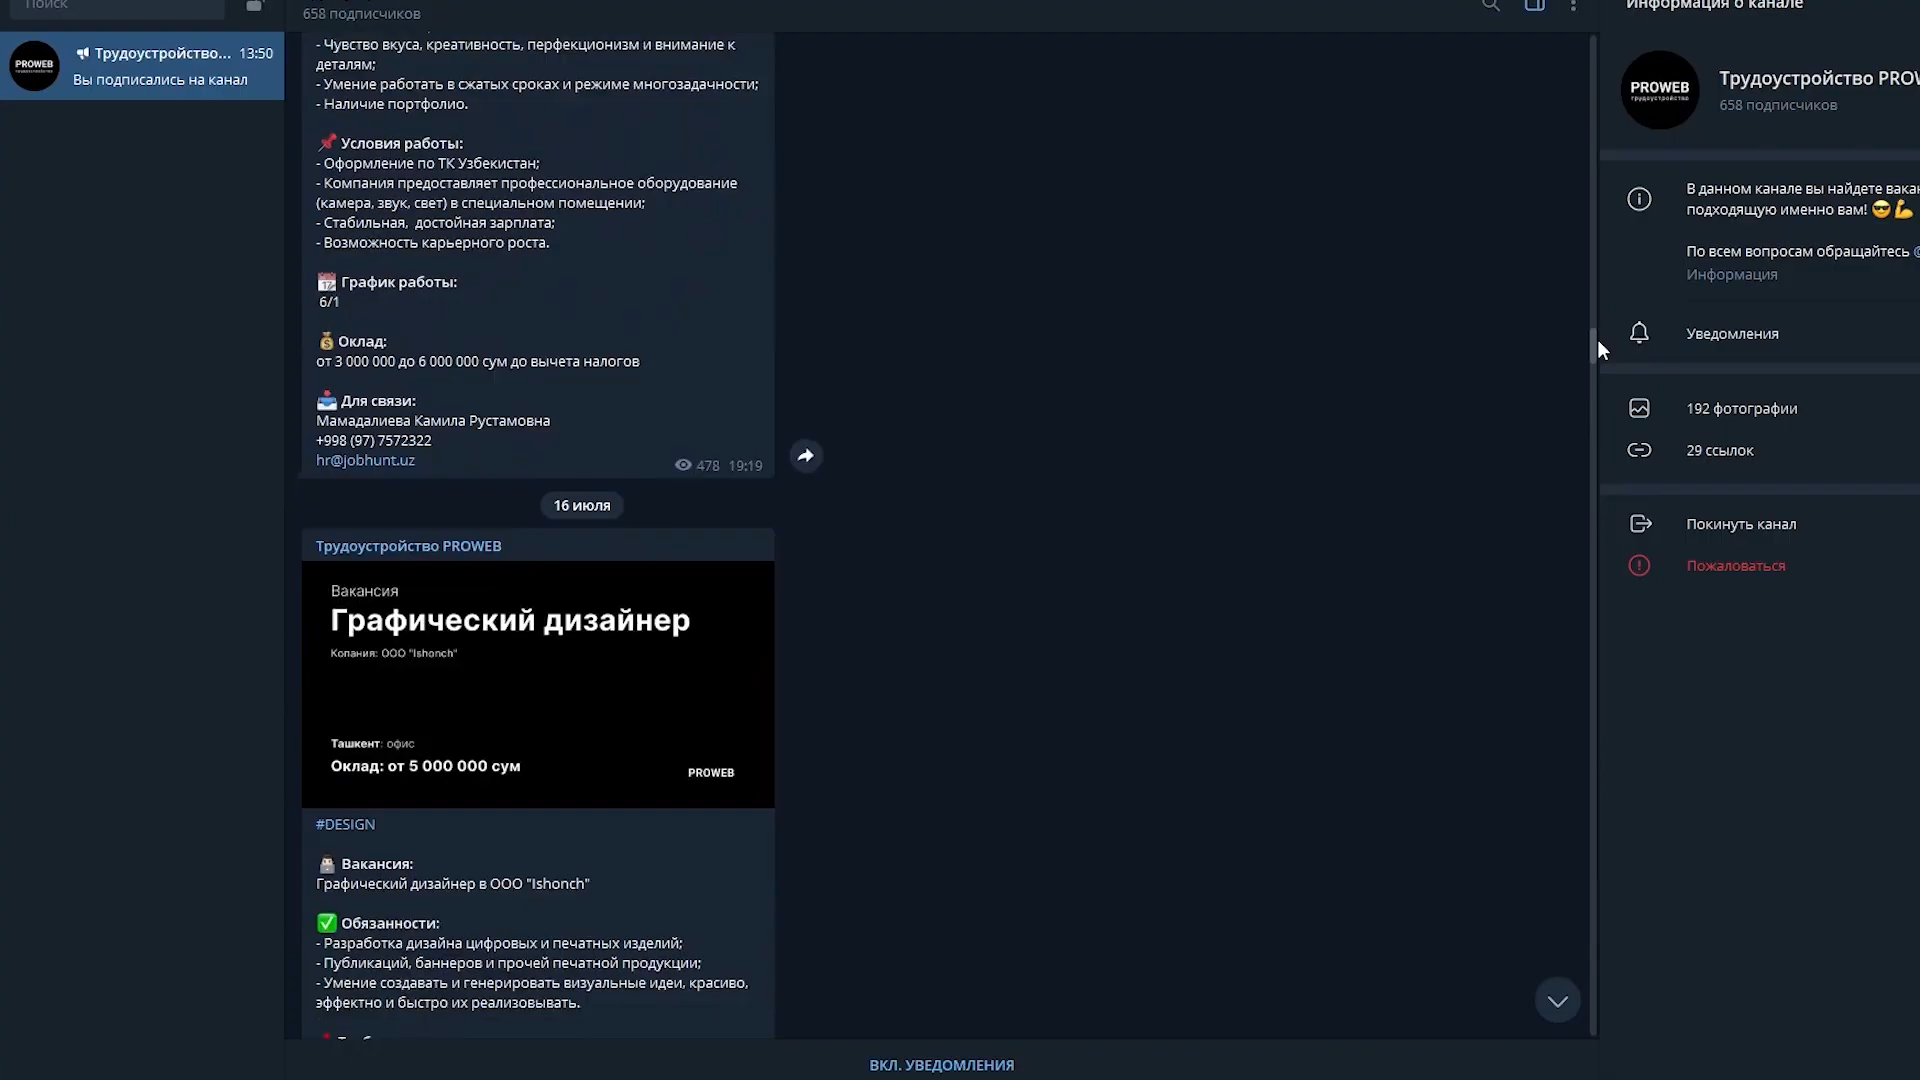 Поиск
PROWEB
Трудоустройство...
13:50
Вы подписались на канал
658 подписчиков
- Чувство вкуса, креативность, перфекционизм и внимание к
деталям;
- Умение работать в сжатых сроках и режиме многозадачности;
- Наличие портфолио.
Условия работы:
- Оформление по ТК Узбекистан;
- Компания предоставляет профессиональное оборудование
(камера, звук, свет) в специальном помещении;
- Стабильная, достойная зарплата;
- Возможность карьерного роста.
График работы:
6/1
Оклад:
от 3 000 000 до 6 000 000 сум до вычета налогов
Для связи:
Мамадалиева Камила Рустамовна
+998 (97) 7572322
hr@jobhunt.uz
478 19:19
16 июля
Трудоустройство PROWEB
Вакансия
Графический дизайнер
Копания: ООО "Ishonch"
Ташкент: офис
Оклад: от 5 000 000 сум
PROWEB
#DESIGN
Вакансия:
Графический дизайнер в ООО "Ishonch"
Обязанности:
- Разработка дизайна цифровых и печатных изделий;
- Публикаций, баннеров и прочей печатной продукции;
- Умение создавать и генерировать визуальные идеи, красиво,
эффектно и быстро их реализовывать.
ВКЛ. УВЕДОМЛЕНИЯ
Информация о канале
PROWEB
трудоустройство
Трудоустройство PROW
658 подписчиков
В данном канале вы найдете вакан
подходящую именно вам! 😎💪
По всем вопросам обращайтесь @
Информация
Уведомления
192 фотографии
29 ссылок
Покинуть канал
Пожаловаться